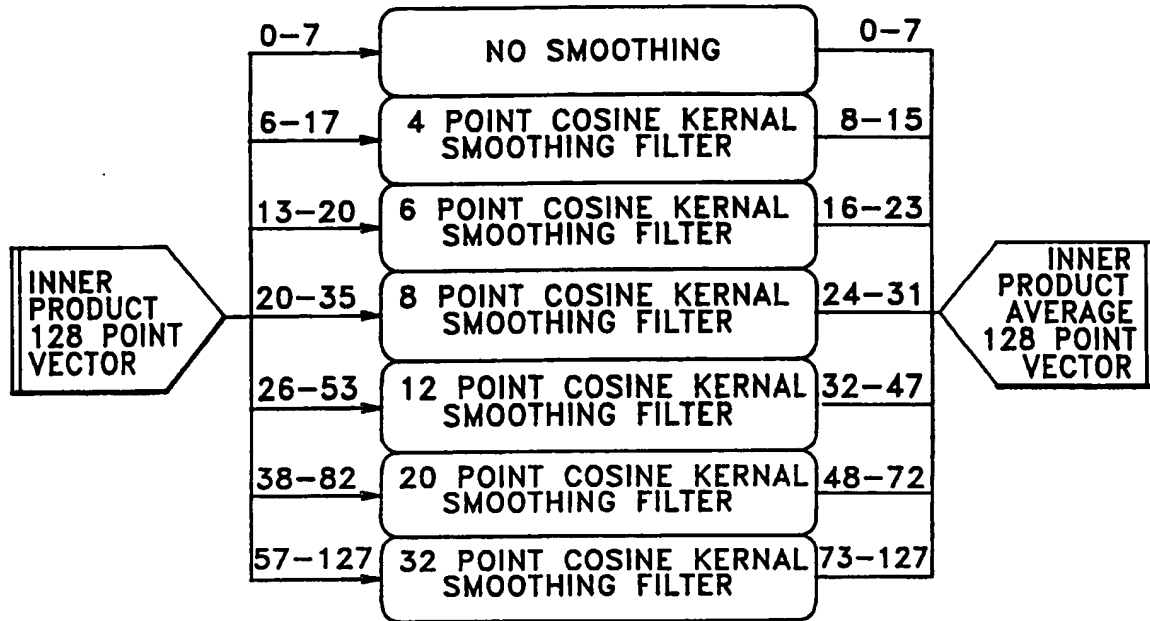 0-7
NO SMOOTHING
0-7
6-17
4 POINT COSINE KERNAL
SMOOTHING FILTER
8-15
13-20
6 POINT COSINE KERNAL
SMOOTHING FILTER
16-23
INNER
PRODUCT
128 POINT
VECTOR
20-35
8 POINT COSINE KERNAL
SMOOTHING FILTER
24-31
INNER
PRODUCT
AVERAGE
128 POINT
VECTOR
26-53
12 POINT COSINE KERNAL
SMOOTHING FILTER
32-47
38-82
20 POINT COSINE KERNAL
SMOOTHING FILTER
48-72
57-127
32 POINT COSINE KERNAL
SMOOTHING FILTER
73-127